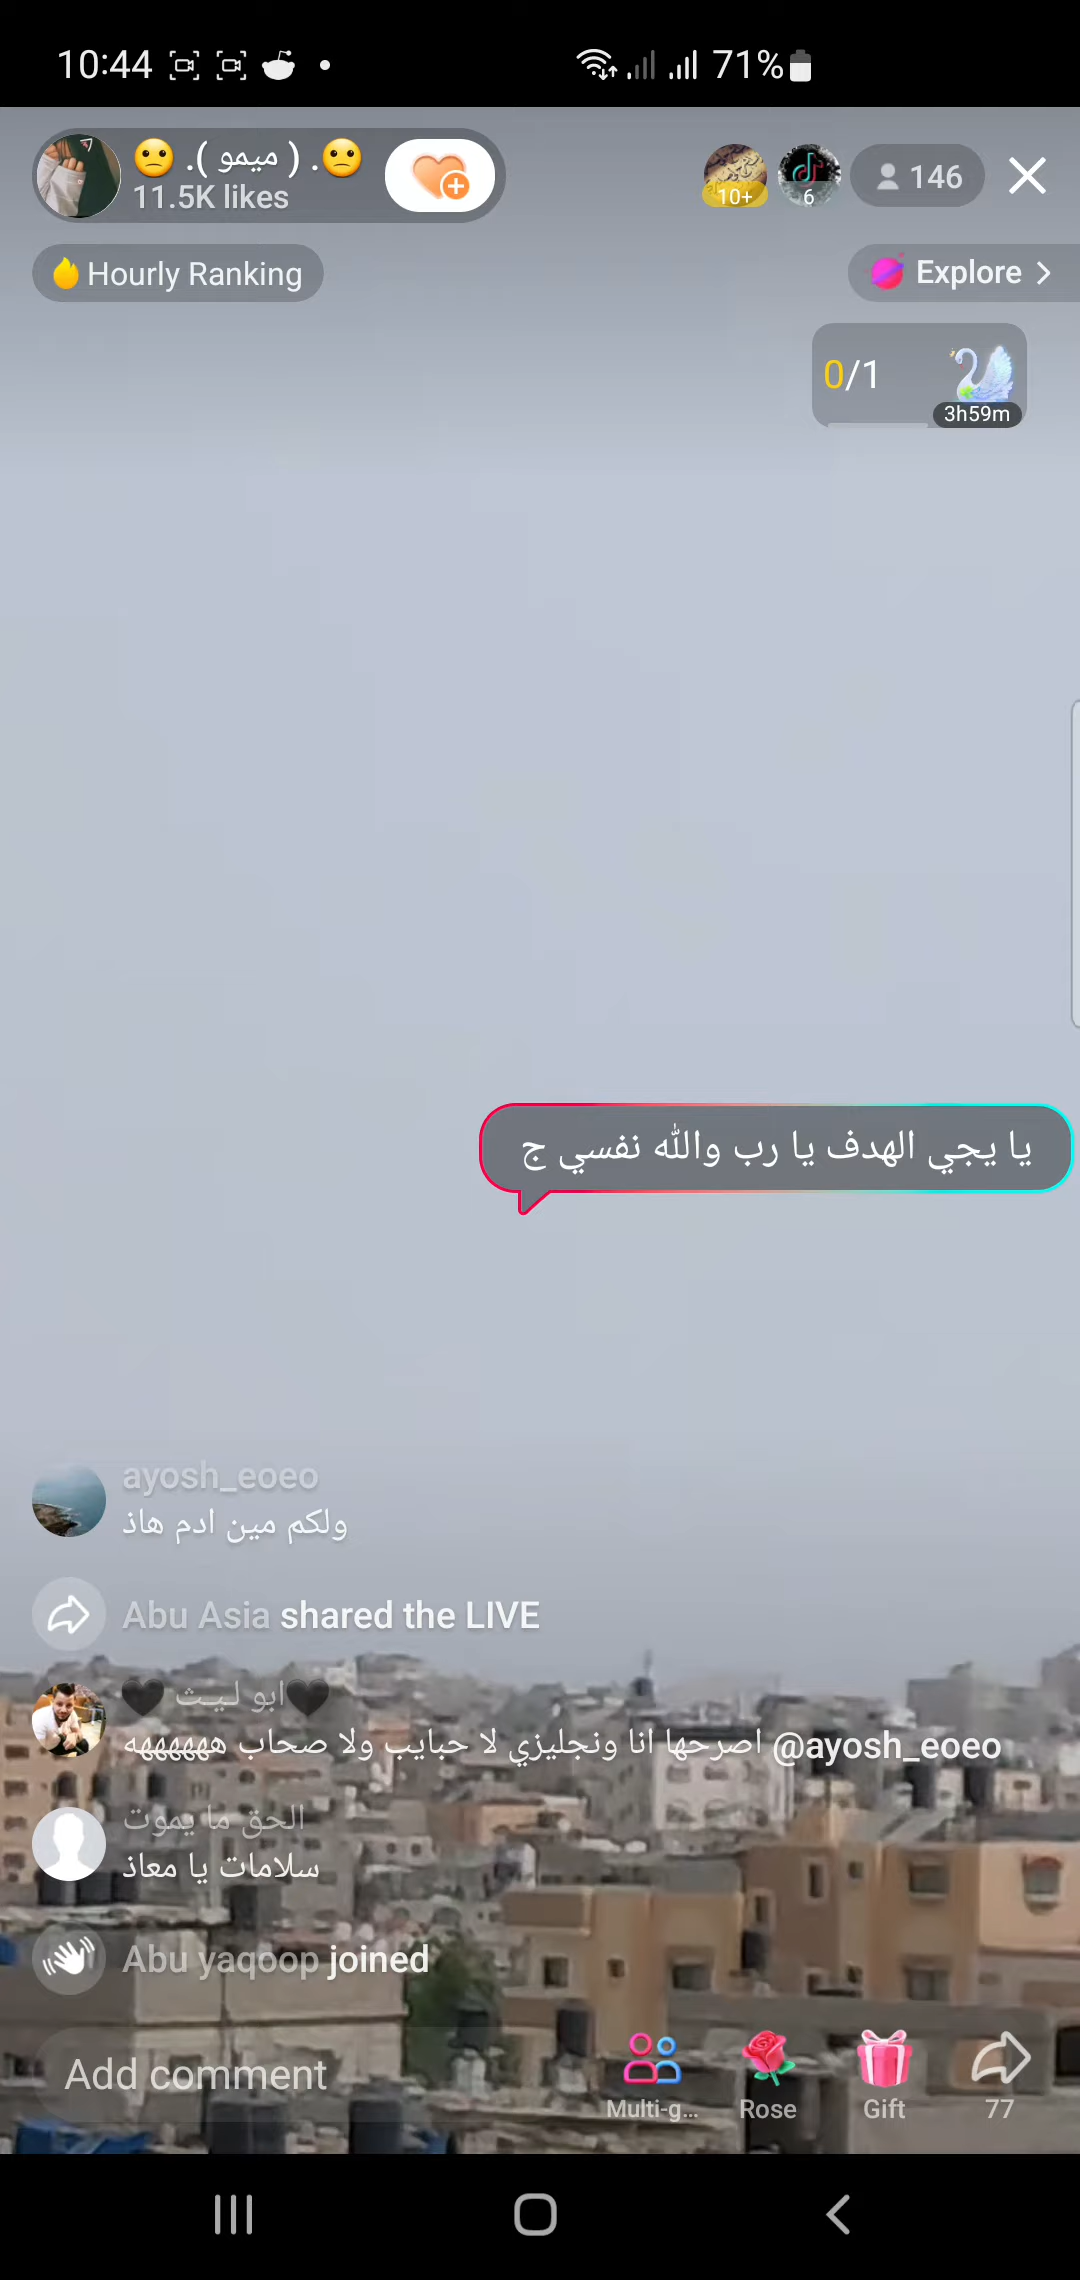 10:44
71%
😕 .( ميمو ). 😕
11.5K likes
10+
6
146
Hourly Ranking
Explore
0/1
3h59m
يا يجي الهدف يا رب والله نفسي ج
ayosh_eoeo
ولكم مين ادم هاذ
Abu Asia shared the LIVE
🖤ابو ليـث 🖤
@ayosh_eoeo اصرحها انا ونجليزي لا حبايب ولا صحاب ههههههه
الحق ما يموت
سلامات يا معاذ
Abu yaqoop joined
Add comment
Multi-g...
Rose
Gift
77